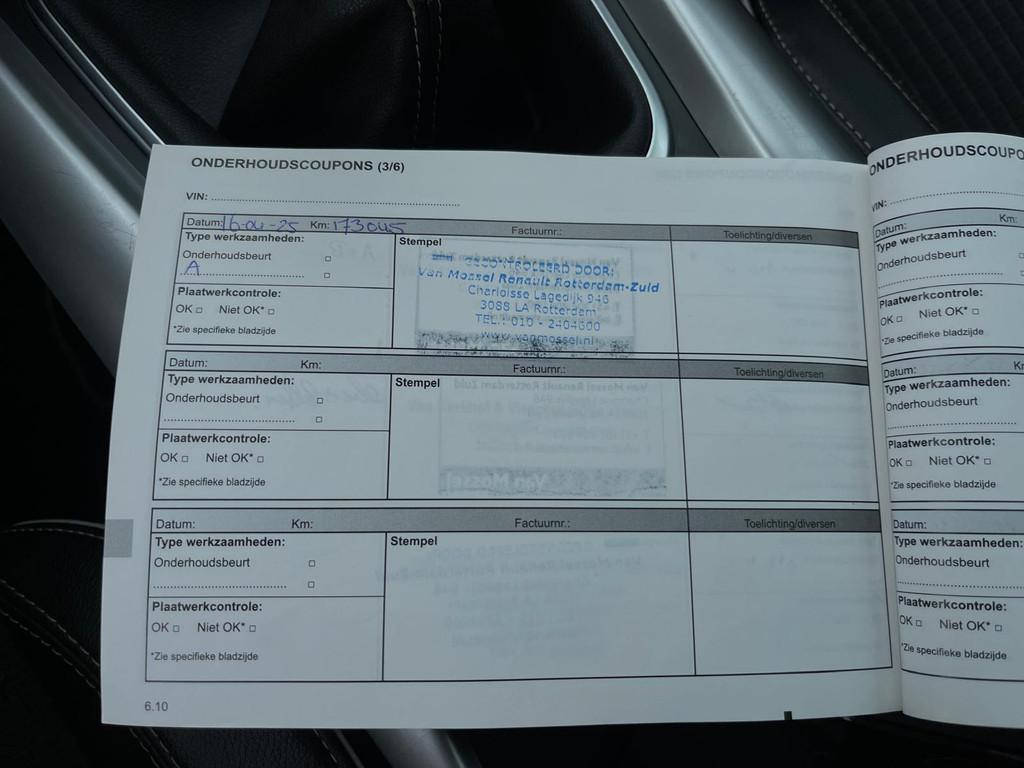 ONDERHOUDSCOUPONS (3/6)
VIN:
Datum: 16-04-25 Km: 173045 Factuurnr.: Toelichting/diversen
Type werkzaamheden:
Onderhoudsbeurt □
A □
Plaatwerkcontrole:
OK □ Niet OK* □
*Zie specifieke bladzijde
Stempel
GECONTROLEERD DOOR:
Van Mossel Renault Rotterdam-Zuid
Charloisse Lagedijk 946
3088 LA Rotterdam
TEL.: 010 - 2404600
www.vanmossel.nl
Datum: Km: Factuurnr.: Toelichting/diversen
Type werkzaamheden:
Onderhoudsbeurt □
□
Plaatwerkcontrole:
OK □ Niet OK* □
*Zie specifieke bladzijde
Stempel
Datum: Km: Factuurnr.: Toelichting/diversen
Type werkzaamheden:
Onderhoudsbeurt □
□
Plaatwerkcontrole:
OK □ Niet OK* □
*Zie specifieke bladzijde
Stempel
6.10
ONDERHOUDSCOUPO
VIN:
Datum: Km:
Type werkzaamheden:
Onderhoudsbeurt □
□
Plaatwerkcontrole:
OK □ Niet OK* □
*Zie specifieke bladzijde
Datum: K
Type werkzaamheden:
Onderhoudsbeurt
Plaatwerkcontrole:
OK □ Niet OK* □
*Zie specifieke bladzijde
Datum:
Type werkzaamheden:
Onderhoudsbeurt
Plaatwerkcontrole:
OK □ Niet OK* □
*Zie specifieke bladzijde